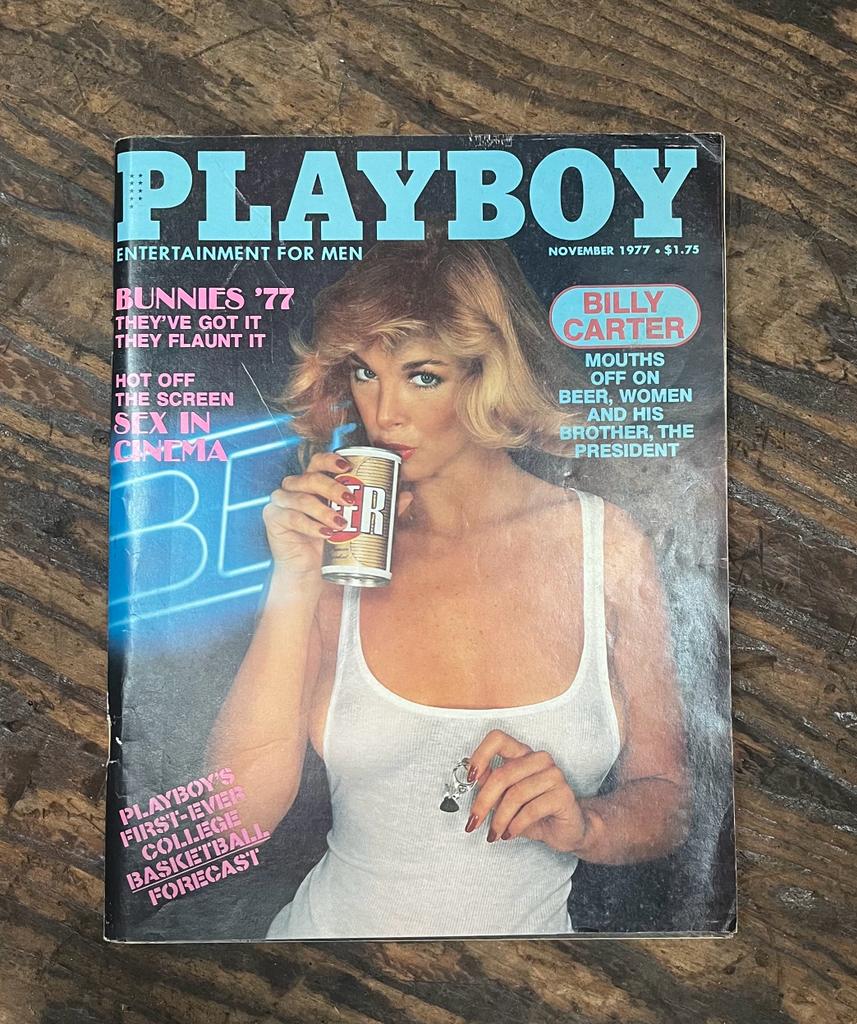 PLAYBOY
ENTERTAINMENT FOR MEN
NOVEMBER 1977 • $1.75
BUNNIES '77
THEY'VE GOT IT
THEY FLAUNT IT
HOT OFF
THE SCREEN
SEX IN
CINEMA
BILLY
CARTER
MOUTHS
OFF ON
BEER, WOMEN
AND HIS
BROTHER, THE
PRESIDENT
BE
ER
PLAYBOY'S
FIRST-EVER
COLLEGE
BASKETBALL
FORECAST